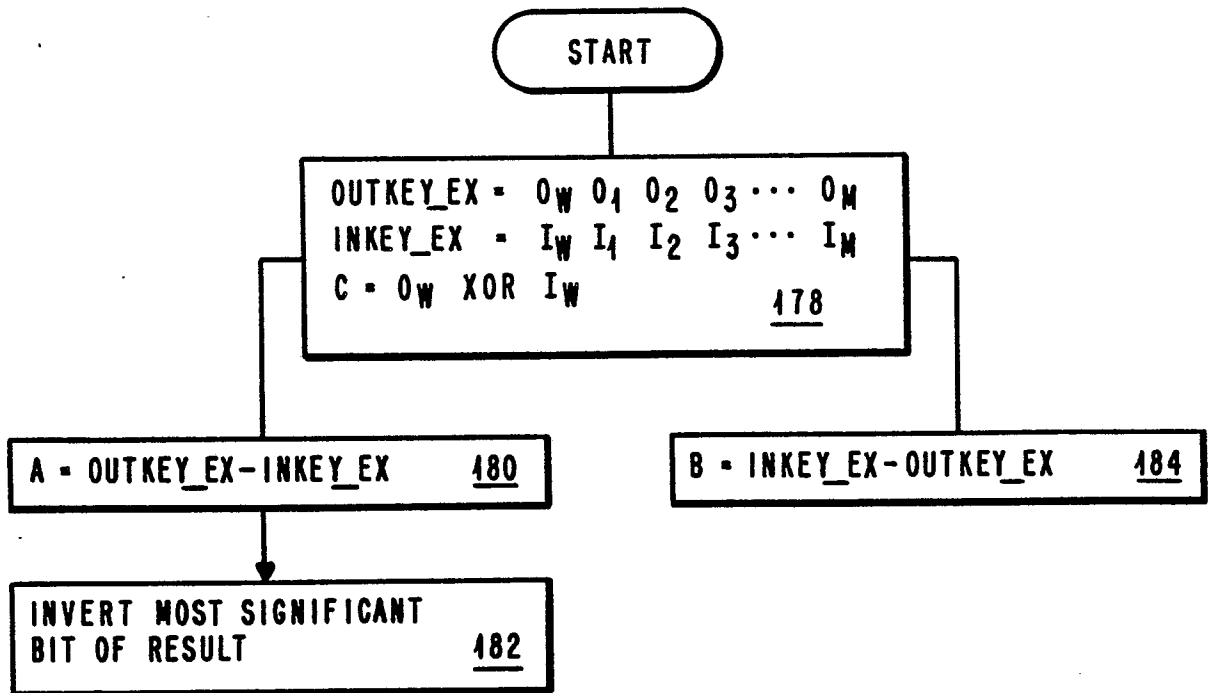 START
OUTKEY_EX = O_W O_1 O_2 O_3 ··· O_M
INKEY_EX = I_W I_1 I_2 I_3 ··· I_M
C = O_W XOR I_W
178
A = OUTKEY_EX-INKEY_EX 180
B = INKEY_EX-OUTKEY_EX 184
INVERT MOST SIGNIFICANT
BIT OF RESULT 182